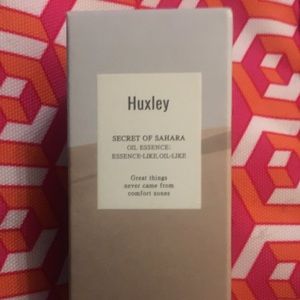 Huxley
SECRET OF SAHARA
OIL ESSENCE:
ESSENCE-LIKE, OIL-LIKE
Great things
never came from
comfort zones